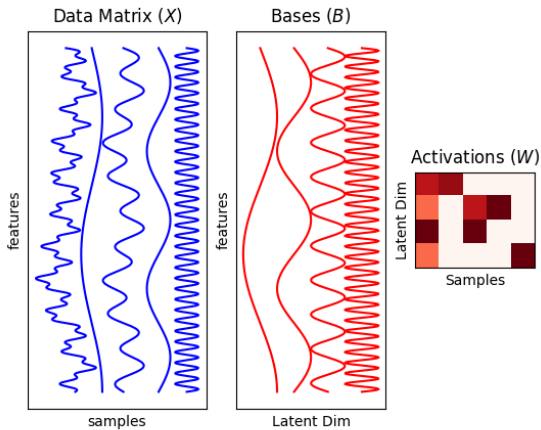 Data Matrix (X)
Bases (B)
Activations (W)
features
features
Latent Dim
samples
Latent Dim
Samples